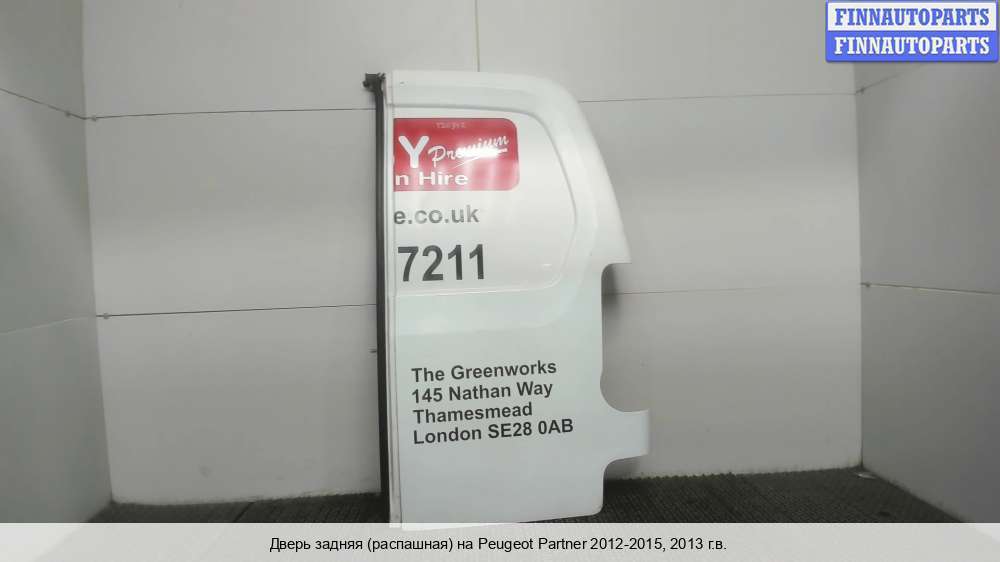 FINNAUTOPARTS
FINNAUTOPARTS
Y Premium
n Hire
e.co.uk
7211
The Greenworks
145 Nathan Way
Thamesmead
London SE28 0AB
Дверь задняя (распашная) на Peugeot Partner 2012-2015, 2013 г.в.